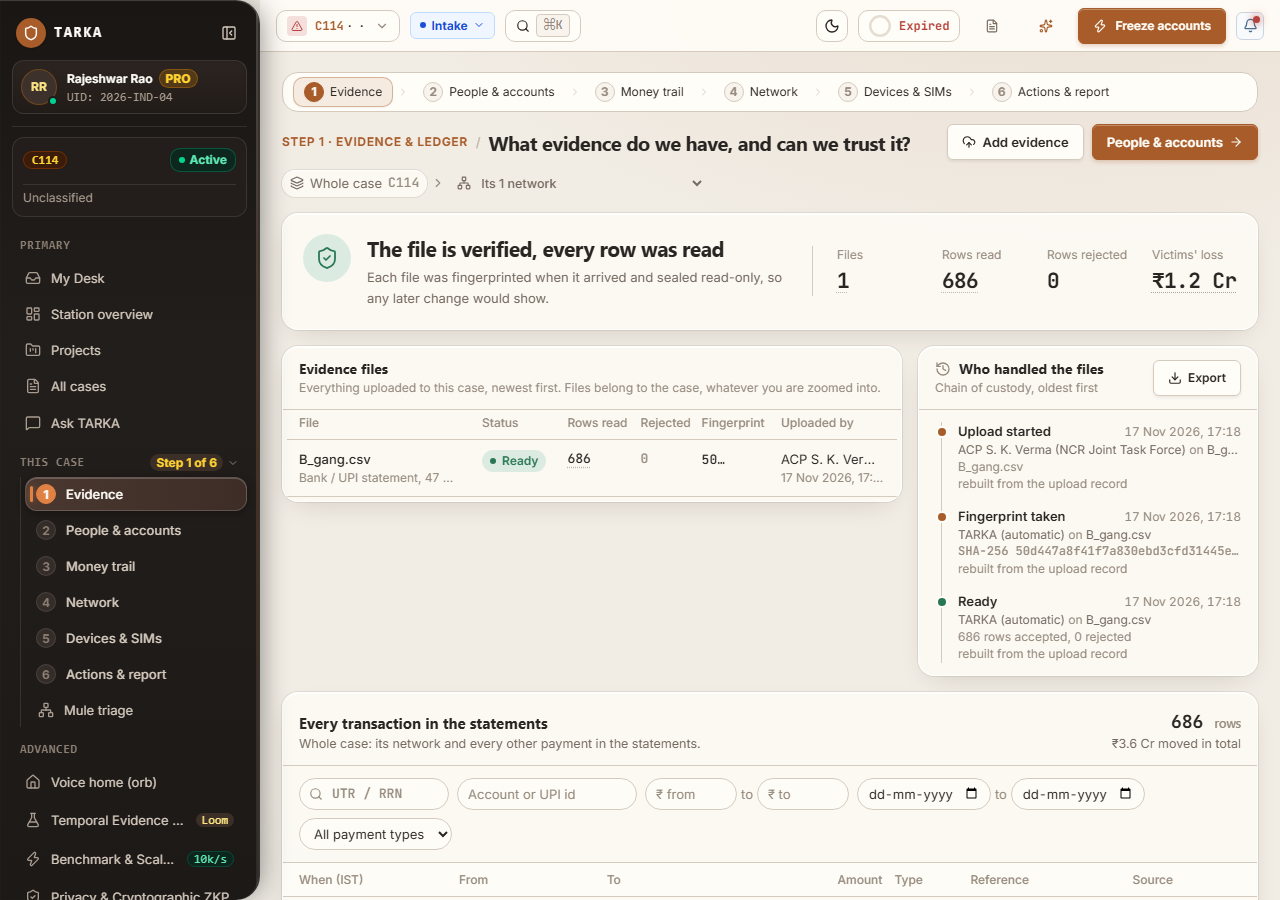 TARKA
Rajeshwar Rao PRO
UID: 2026-IND-04
C114 Active
Unclassified
PRIMARY
My Desk
Station overview
Projects
All cases
Ask TARKA
THIS CASE Step 1 of 6
1 Evidence
2 People & accounts
3 Money trail
4 Network
5 Devices & SIMs
6 Actions & report
Mule triage
ADVANCED
Voice home (orb)
Temporal Evidence ... Loom
Benchmark & Scal... 10k/s
Privacy & Cryptographic ZKP
C114 · · Intake ⌘K Expired Freeze accounts
1 Evidence 2 People & accounts 3 Money trail 4 Network 5 Devices & SIMs 6 Actions & report
STEP 1 · EVIDENCE & LEDGER / What evidence do we have, and can we trust it? Add evidence People & accounts →
Whole case C114 > Its 1 network
The file is verified, every row was read
Each file was fingerprinted when it arrived and sealed read-only, so
any later change would show.
Files Rows read Rows rejected Victims' loss
1 686 0 ₹1.2 Cr
Evidence files
Everything uploaded to this case, newest first. Files belong to the case, whatever you are zoomed into.
File Status Rows read Rejected Fingerprint Uploaded by
B_gang.csv Ready 686 0 50… ACP S. K. Ver...
Bank / UPI statement, 47 ... 17 Nov 2026, 17:...
Who handled the files Export
Chain of custody, oldest first
Upload started 17 Nov 2026, 17:18
ACP S. K. Verma (NCR Joint Task Force) on B_g...
B_gang.csv
rebuilt from the upload record
Fingerprint taken 17 Nov 2026, 17:18
TARKA (automatic) on B_gang.csv
SHA-256 50d447a8f41f7a830ebd3cfd31445e…
rebuilt from the upload record
Ready 17 Nov 2026, 17:18
TARKA (automatic) on B_gang.csv
686 rows accepted, 0 rejected
rebuilt from the upload record
Every transaction in the statements 686 rows
Whole case: its network and every other payment in the statements. ₹3.6 Cr moved in total
UTR / RRN Account or UPI id ₹ from to ₹ to dd-mm-yyyy to dd-mm-yyyy
All payment types
When (IST) From To Amount Type Reference Source